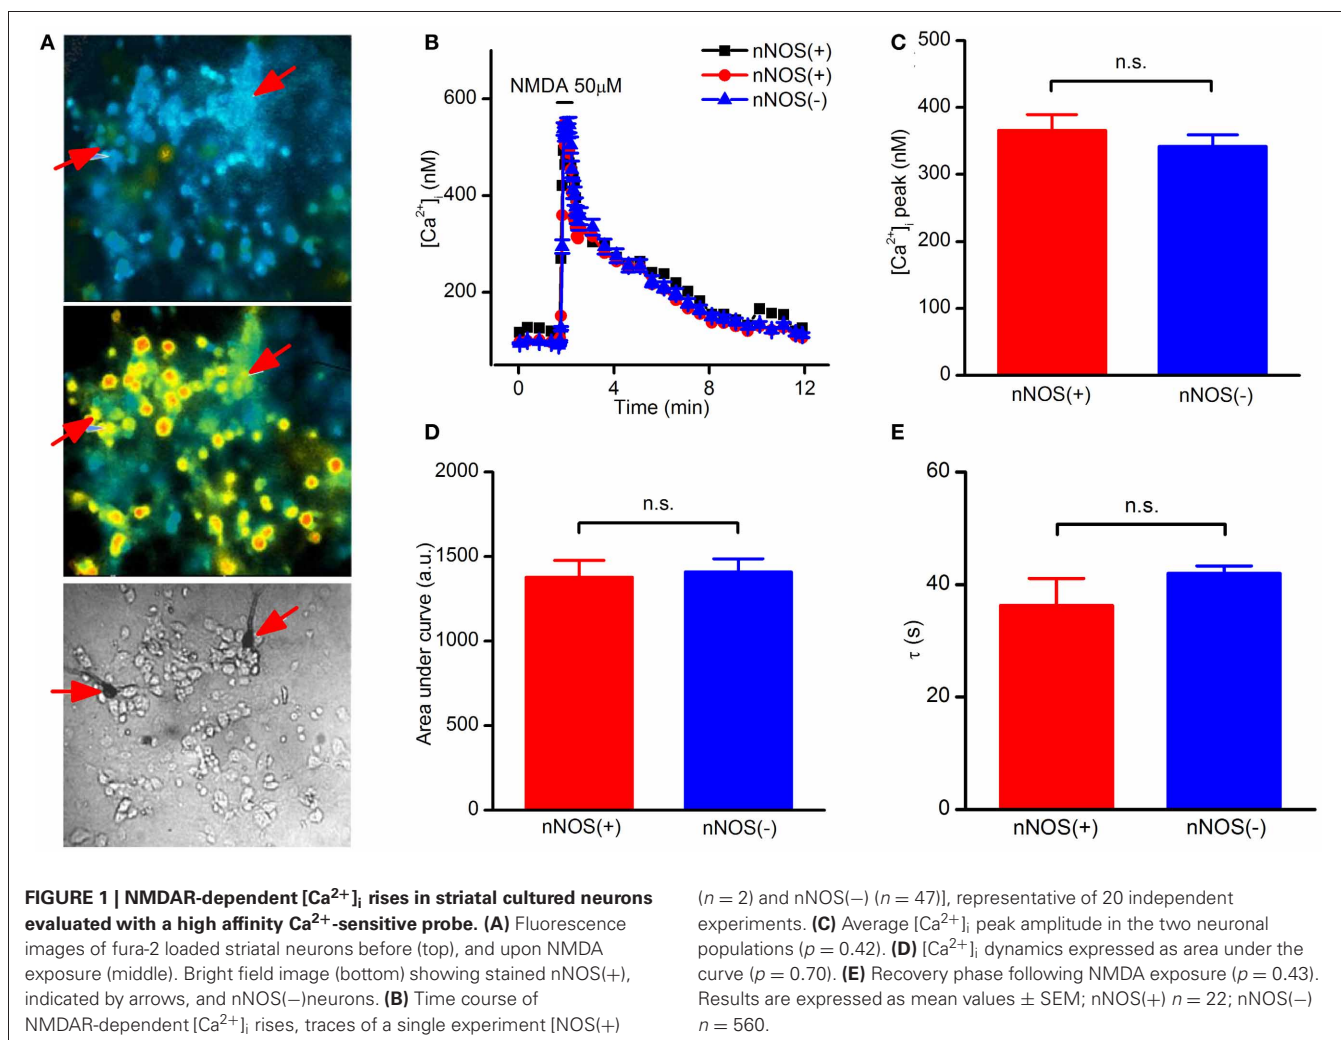 A
B
nNOS(+)
nNOS(+)
nNOS(-)
NMDA 50µM
600
400
200
[Ca²⁺]ᵢ (nM)
0
4
8
12
Time (min)
C
500
400
300
200
100
0
[Ca²⁺]ᵢ peak (nM)
n.s.
nNOS(+)
nNOS(-)
D
2000
1500
1000
500
0
Area under curve (a.u.)
n.s.
nNOS(+)
nNOS(-)
E
60
40
20
0
τ (s)
n.s.
nNOS(+)
nNOS(-)
FIGURE 1 | NMDAR-dependent [Ca²⁺]ᵢ rises in striatal cultured neurons
evaluated with a high affinity Ca²⁺-sensitive probe. (A) Fluorescence
images of fura-2 loaded striatal neurons before (top), and upon NMDA
exposure (middle). Bright field image (bottom) showing stained nNOS(+),
indicated by arrows, and nNOS(−)neurons. (B) Time course of
NMDAR-dependent [Ca²⁺]ᵢ rises, traces of a single experiment [NOS(+)
(n = 2) and nNOS(−) (n = 47)], representative of 20 independent
experiments. (C) Average [Ca²⁺]ᵢ peak amplitude in the two neuronal
populations (p = 0.42). (D) [Ca²⁺]ᵢ dynamics expressed as area under the
curve (p = 0.70). (E) Recovery phase following NMDA exposure (p = 0.43).
Results are expressed as mean values ± SEM; nNOS(+) n = 22; nNOS(−)
n = 560.